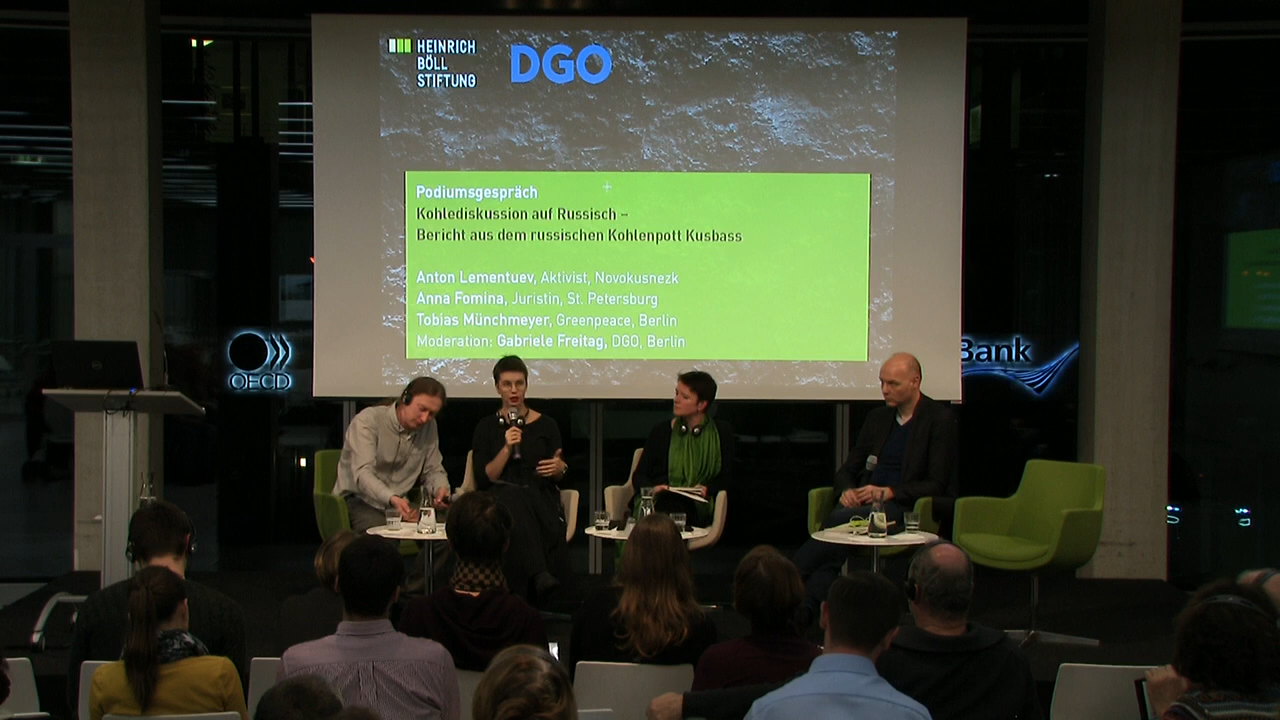 HEINRICH
BÖLL
STIFTUNG
DGO
Podiumsgespräch
Kohlediskussion auf Russisch –
Bericht aus dem russischen Kohlenpott Kusbass
Anton Lementuev, Aktivist, Novokusnezk
Anna Fomina, Juristin, St. Petersburg
Tobias Münchmeyer, Greenpeace, Berlin
Moderation: Gabriele Freitag, DGO, Berlin
OECD
Bank